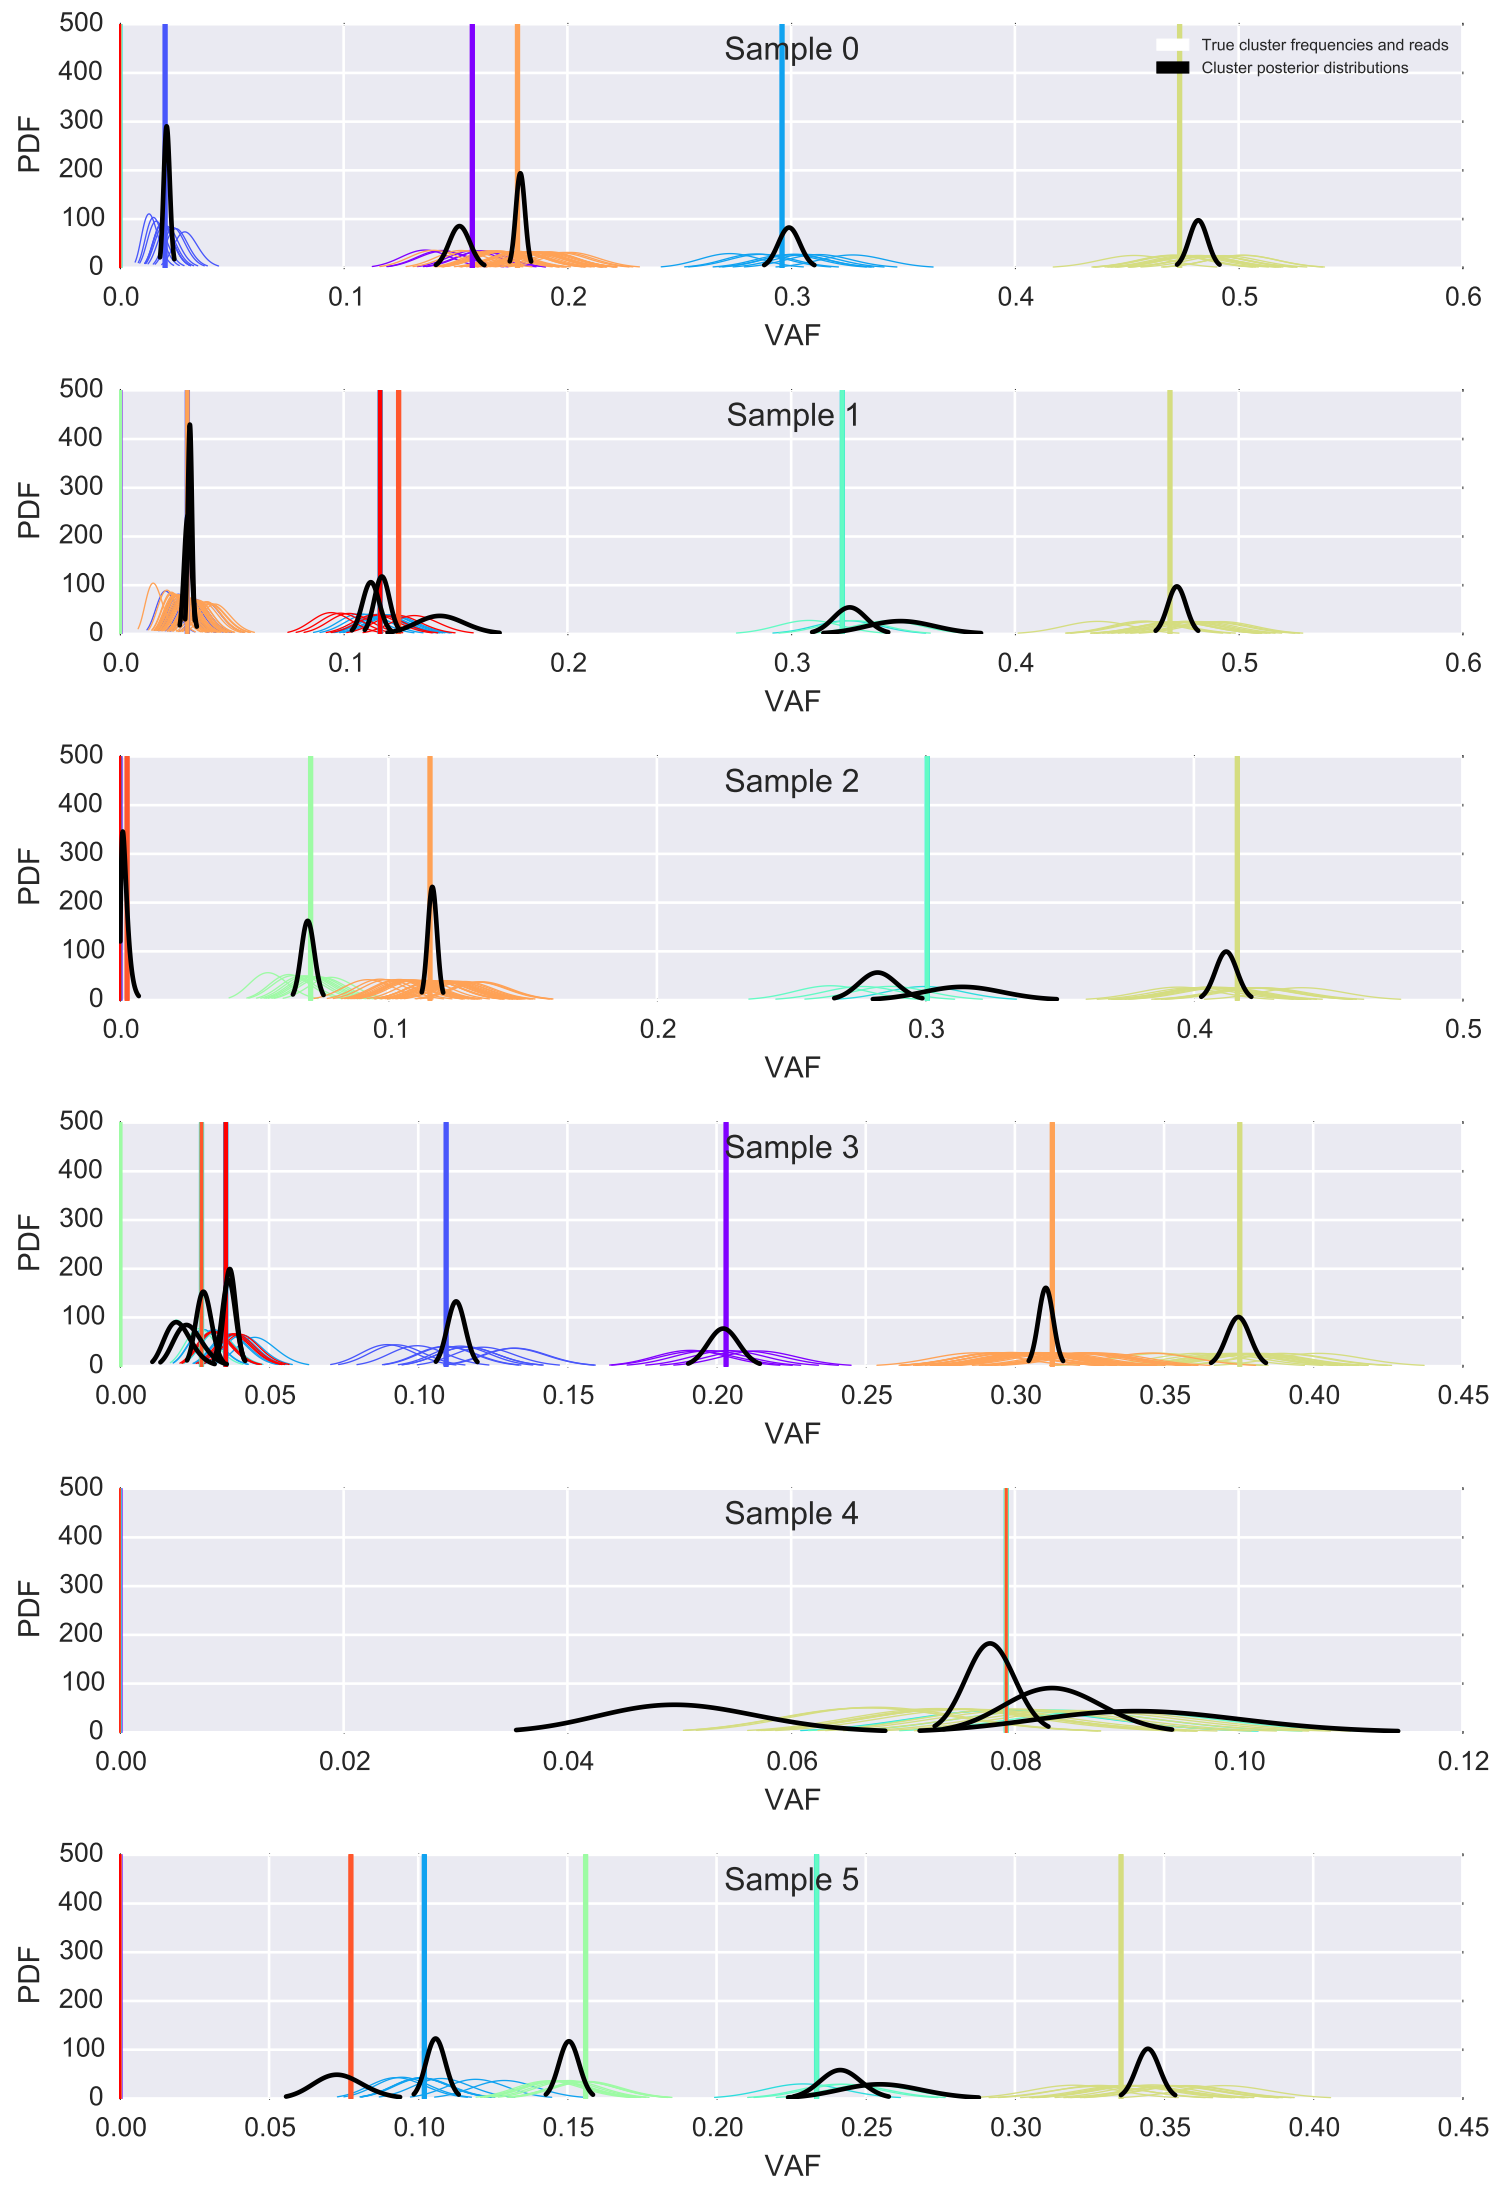 500
400
300
200
100
0
PDF
Sample 0
True cluster frequencies and reads
Cluster posterior distributions
0.0 0.1 0.2 0.3 0.4 0.5 0.6
VAF
500
400
300
200
100
0
PDF
Sample 1
0.0 0.1 0.2 0.3 0.4 0.5 0.6
VAF
500
400
300
200
100
0
PDF
Sample 2
0.0 0.1 0.2 0.3 0.4 0.5
VAF
500
400
300
200
100
0
PDF
Sample 3
0.00 0.05 0.10 0.15 0.20 0.25 0.30 0.35 0.40 0.45
VAF
500
400
300
200
100
0
PDF
Sample 4
0.00 0.02 0.04 0.06 0.08 0.10 0.12
VAF
500
400
300
200
100
0
PDF
Sample 5
0.00 0.05 0.10 0.15 0.20 0.25 0.30 0.35 0.40 0.45
VAF